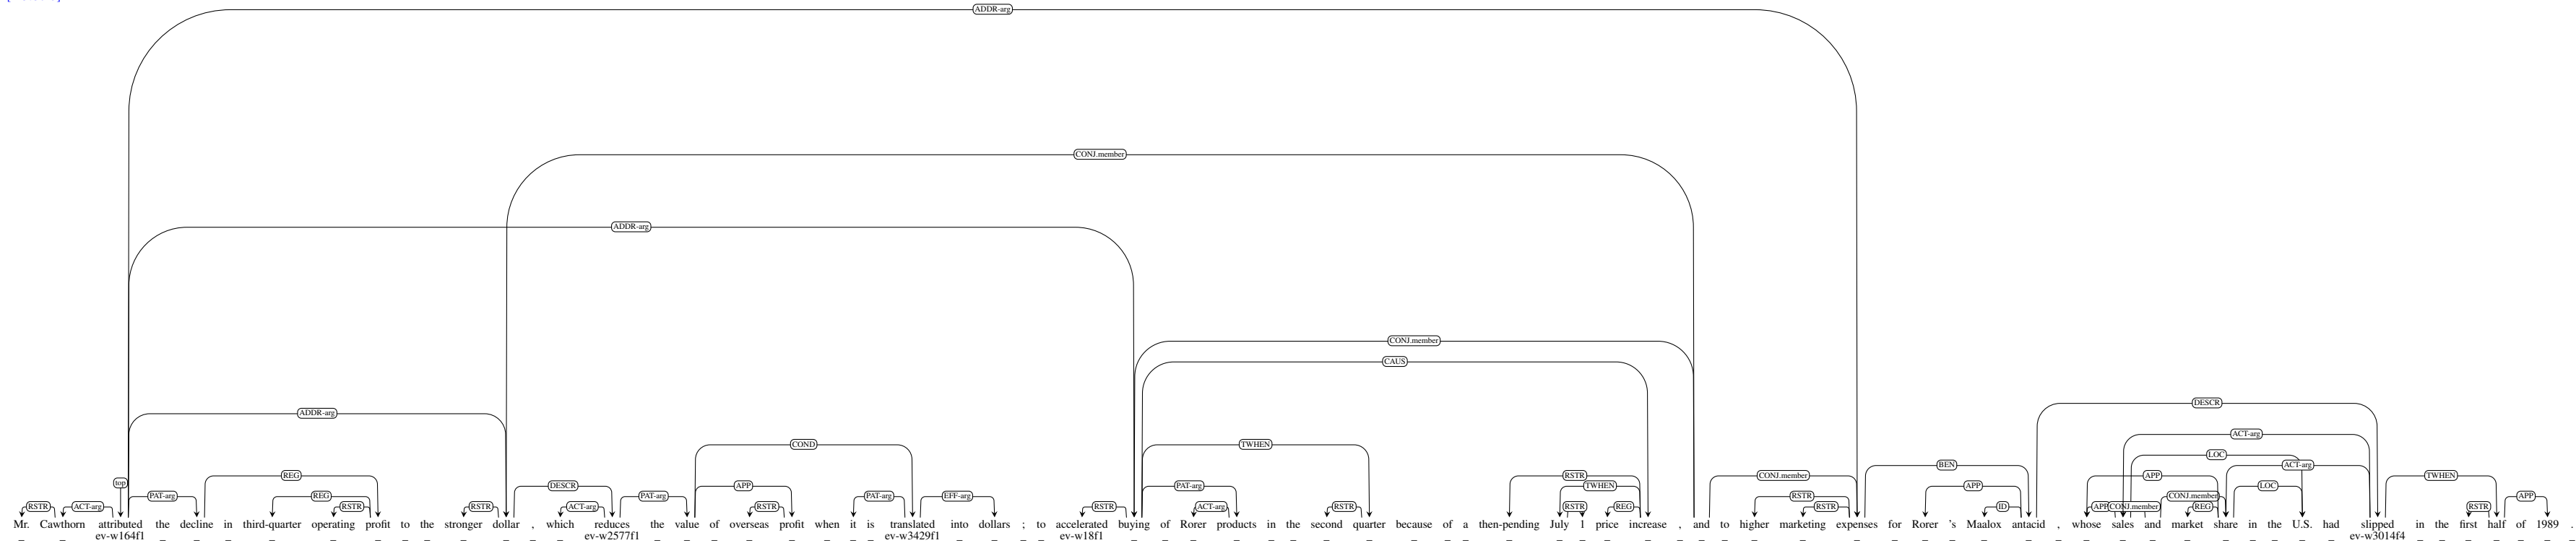 ADDR-arg
CONJ.member
ADDR-arg
CONJ.member
CAUS
DESCR
ADDR-arg
ACT-arg
COND TWHEN
LOC
BEN ACT-arg
REG RSTR CONJ.member APP TWHEN
top DESCR APP PAT-arg TWHEN APP LOC
PAT-arg REG PAT-arg PAT-arg EFF-arg RSTR CONJ.member APP
RSTR ACT-arg RSTR RSTR ACT-arg RSTR RSTR ACT-arg RSTR RSTR REG RSTR ID APP CONJ.member REG RSTR
Mr. Cawthorn attributed the decline in third-quarter operating profit to the stronger dollar , which reduces the value of overseas profit when it is translated into dollars ; to accelerated buying of Rorer products in the second quarter because of a then-pending July 1 price increase , and to higher marketing expenses for Rorer 's Maalox antacid , whose sales and market share in the U.S. had slipped in the first half of 1989 .
_ _ ev-w164f1 _ _ _ _ _ _ _ _ _ _ _ _ ev-w2577f1 _ _ _ _ _ _ _ _ ev-w3429f1 _ _ _ _ ev-w18f1 _ _ _ _ _ _ _ _ _ _ _ _ _ _ _ _ _ _ _ _ _ _ _ _ _ _ _ _ _ _ _ _ _ _ _ _ ev-w3014f4 _ _ _ _ _ _ _